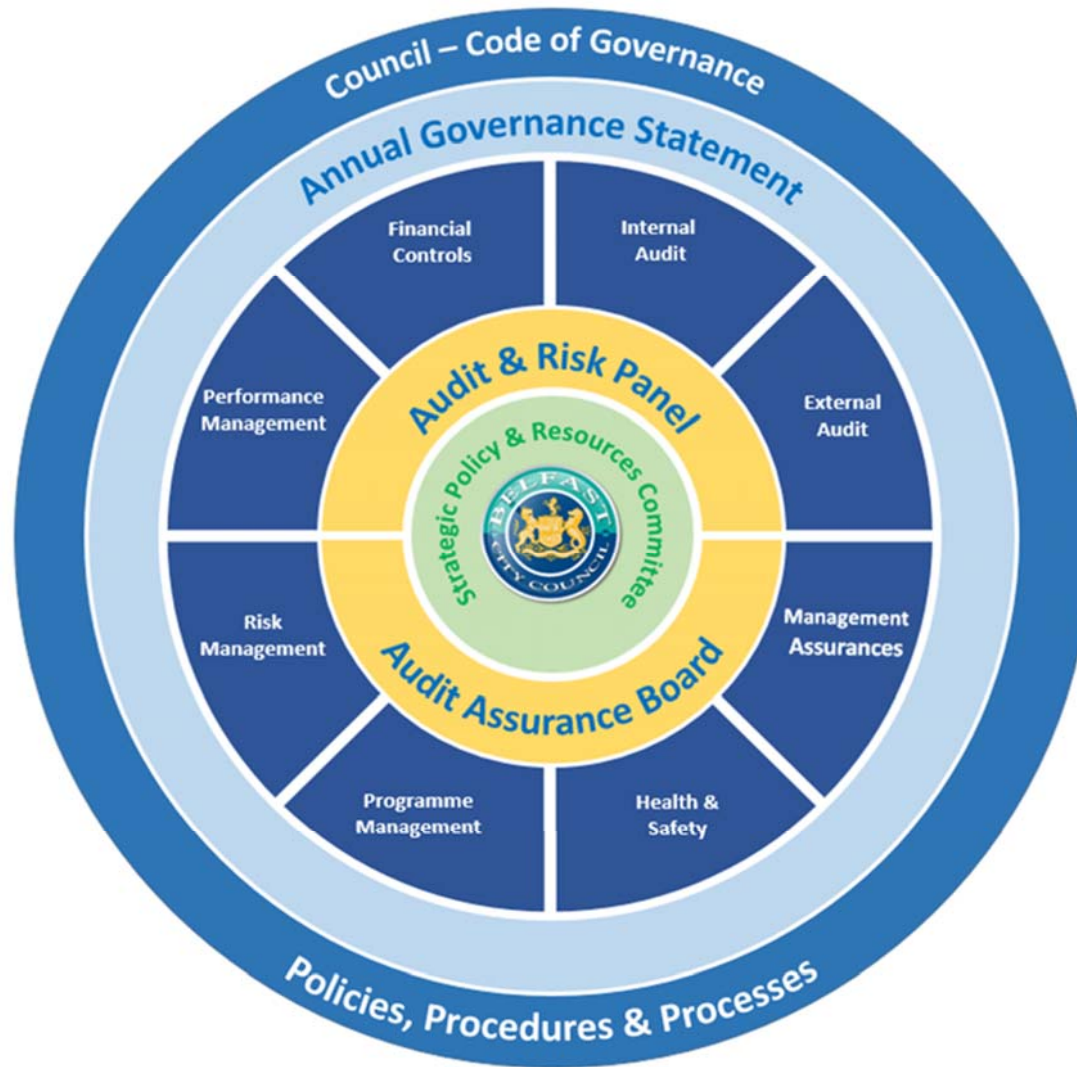 Council – Code of Governance
Annual Governance Statement
Financial
Controls
Internal
Audit
Performance
Management
External
Audit
Audit & Risk Panel
Strategic Policy & Resources Committee
BELFAST
CITY COUNCIL
Risk
Management
Management
Assurances
Audit Assurance Board
Programme
Management
Health &
Safety
Policies, Procedures & Processes